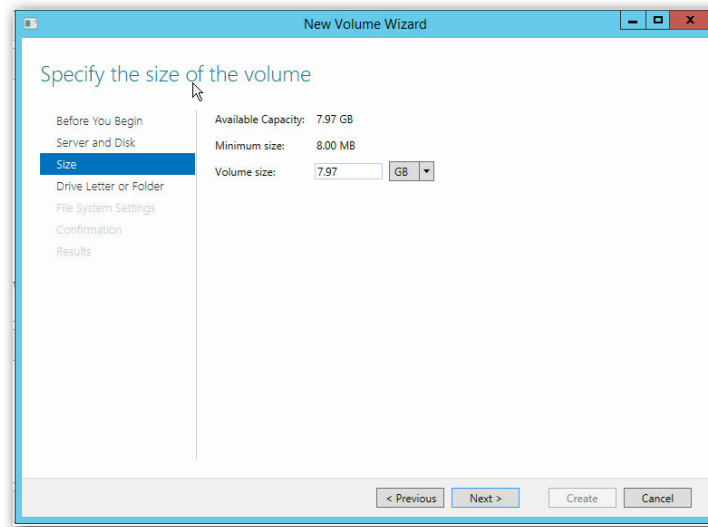 New Volume Wizard
Specify the size of the volume
Before You Begin
Server and Disk
Size
Drive Letter or Folder
File System Settings
Confirmation
Results
Available Capacity: 7.97 GB
Minimum size: 8.00 MB
Volume size: 7.97 GB
< Previous Next > Create Cancel